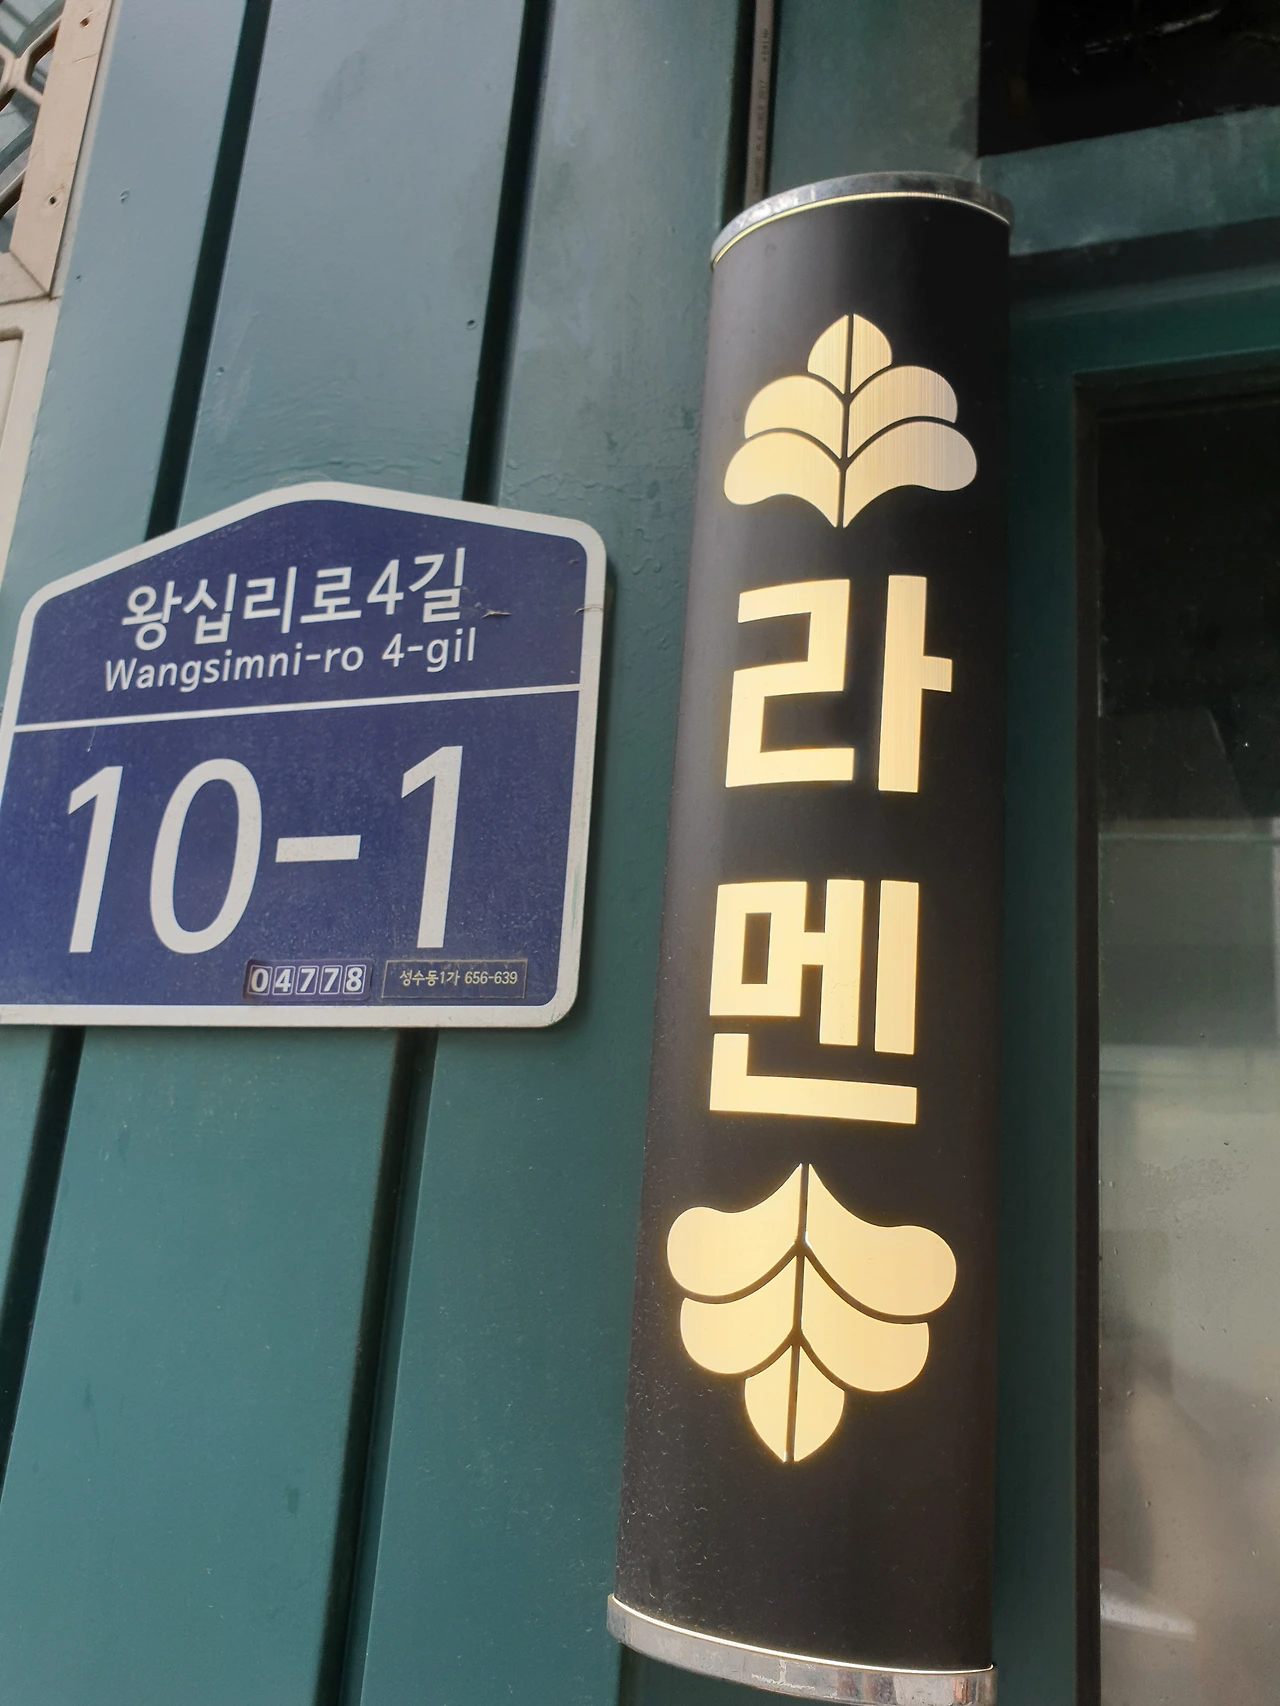 왕십리로4길
Wangsimni-ro 4-gil
10-1
04778
성수동1가 656-639
라
멘